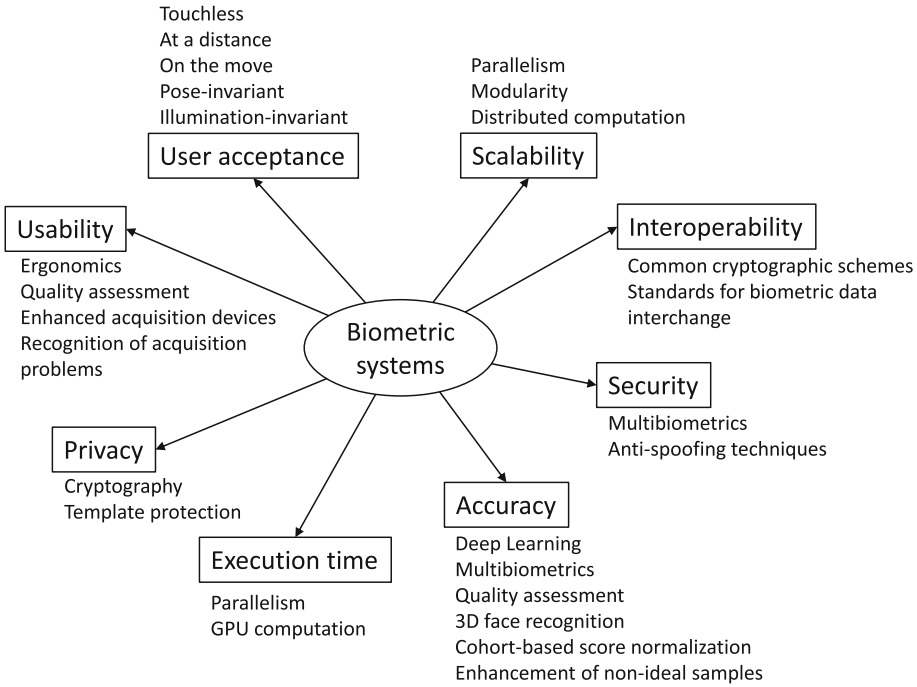 Touchless
At a distance
On the move
Pose-invariant
Illumination-invariant
User acceptance
Parallelism
Modularity
Distributed computation
Scalability
Usability
Ergonomics
Quality assessment
Enhanced acquisition devices
Recognition of acquisition
problems
Interoperability
Common cryptographic schemes
Standards for biometric data
interchange
Biometric
systems
Security
Multibiometrics
Anti-spoofing techniques
Privacy
Cryptography
Template protection
Execution time
Parallelism
GPU computation
Accuracy
Deep Learning
Multibiometrics
Quality assessment
3D face recognition
Cohort-based score normalization
Enhancement of non-ideal samples